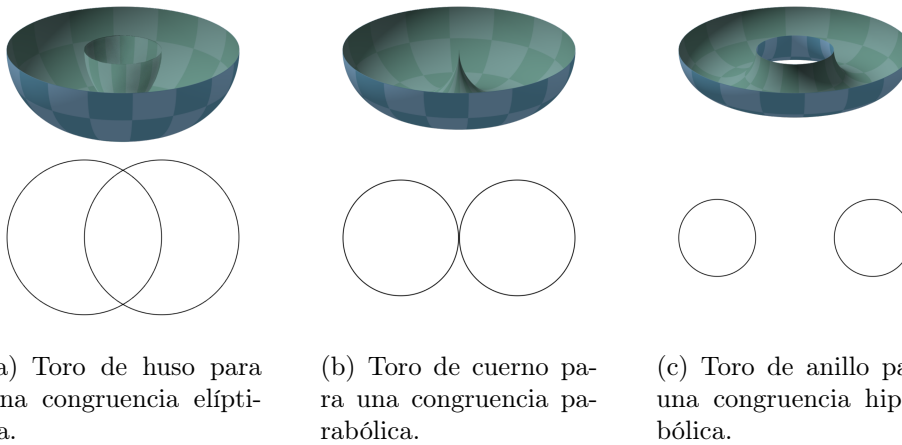 a) Toro de huso para
na congruencia elípti-
a.
(b) Toro de cuerno pa-
ra una congruencia pa-
rabólica.
(c) Toro de anillo pa
una congruencia hip
bólica.